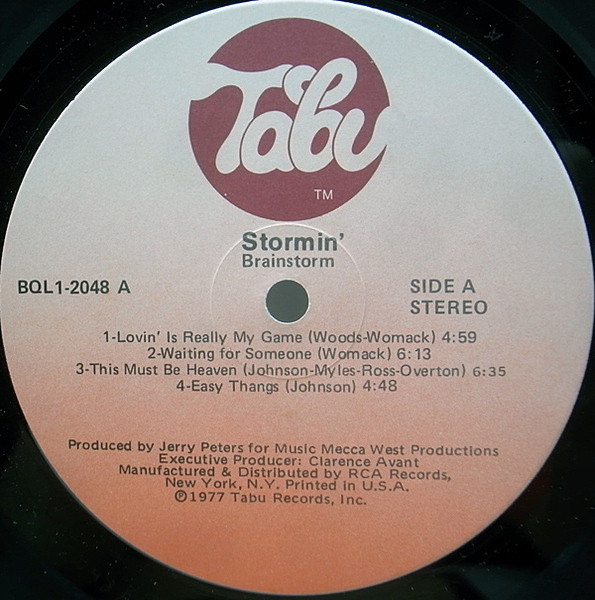 Tabu
TM
Stormin'
Brainstorm
BQL1-2048 A
SIDE A
STEREO
1-Lovin' Is Really My Game (Woods-Womack) 4:59
2-Waiting for Someone (Womack) 6:13
3-This Must Be Heaven (Johnson-Myles-Ross-Overton) 6:35
4-Easy Thangs (Johnson) 4:48
Produced by Jerry Peters for Music Mecca West Productions
Executive Producer: Clarence Avant
Manufactured & Distributed by RCA Records,
New York, N.Y. Printed in U.S.A.
℗1977 Tabu Records, Inc.